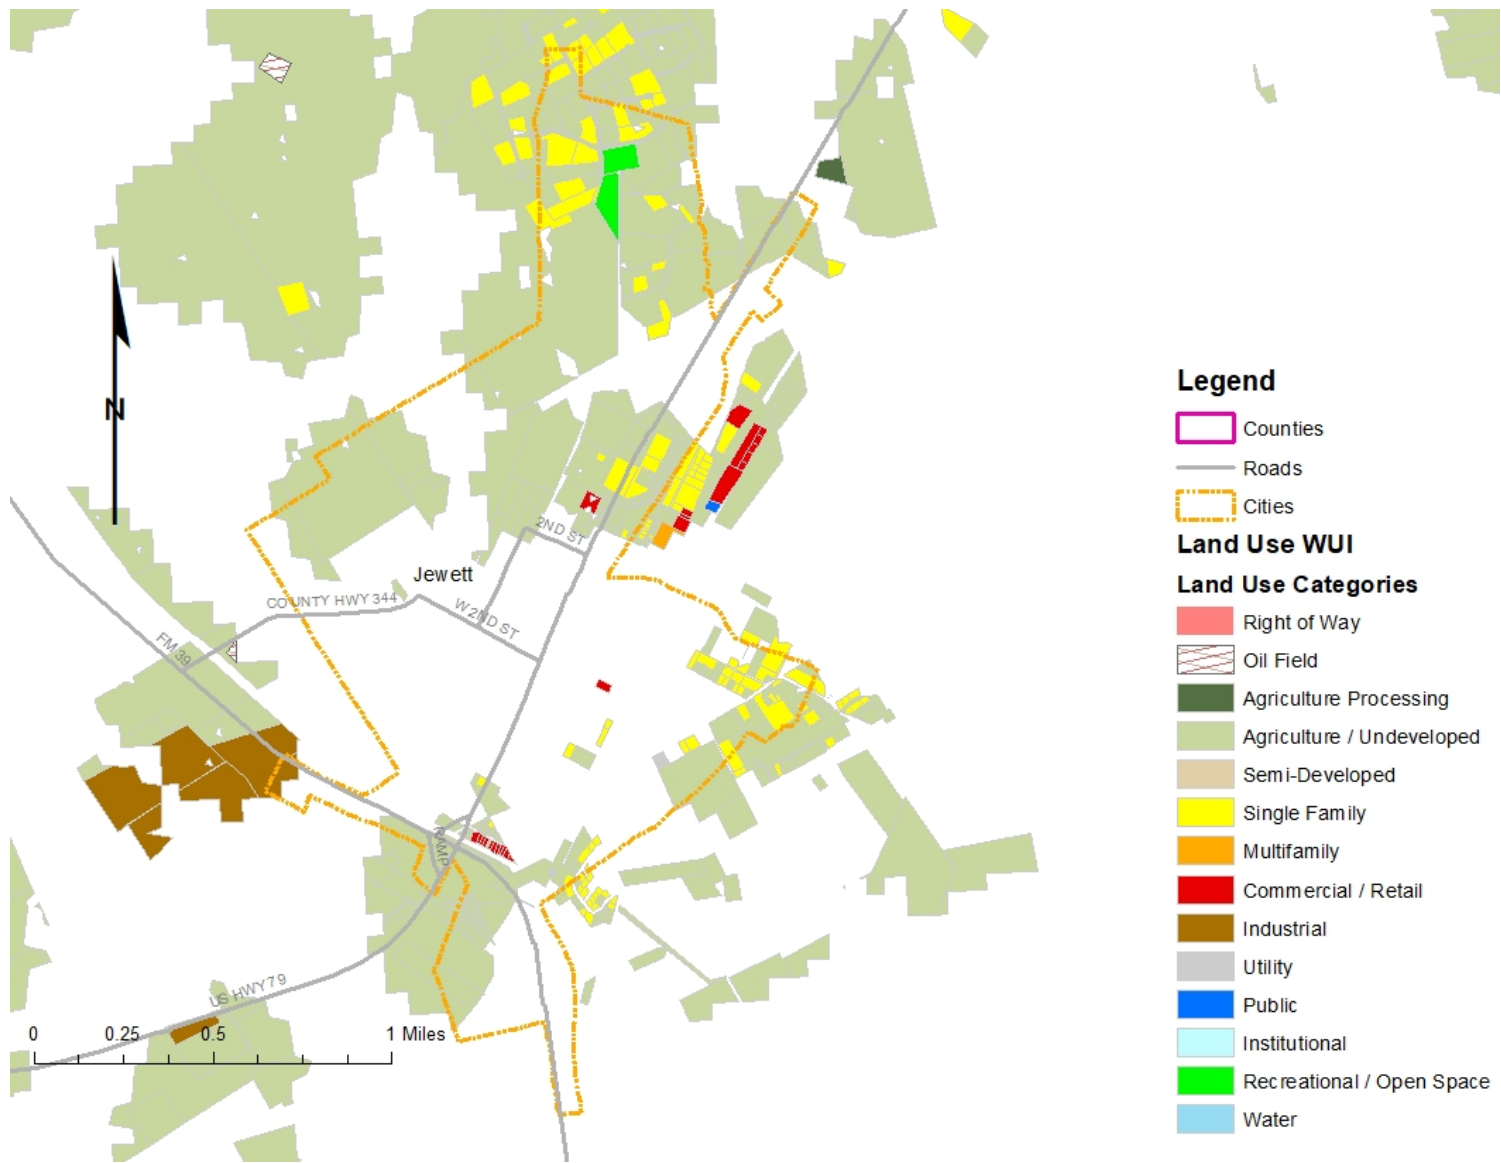 N
2ND ST
Jewett
COUNTY HWY 344
W 2ND ST
FM 39
RAMP
US HWY 79
0 0.25 0.5 1 Miles
Legend
Counties
Roads
Cities
Land Use WUI
Land Use Categories
Right of Way
Oil Field
Agriculture Processing
Agriculture / Undeveloped
Semi-Developed
Single Family
Multifamily
Commercial / Retail
Industrial
Utility
Public
Institutional
Recreational / Open Space
Water